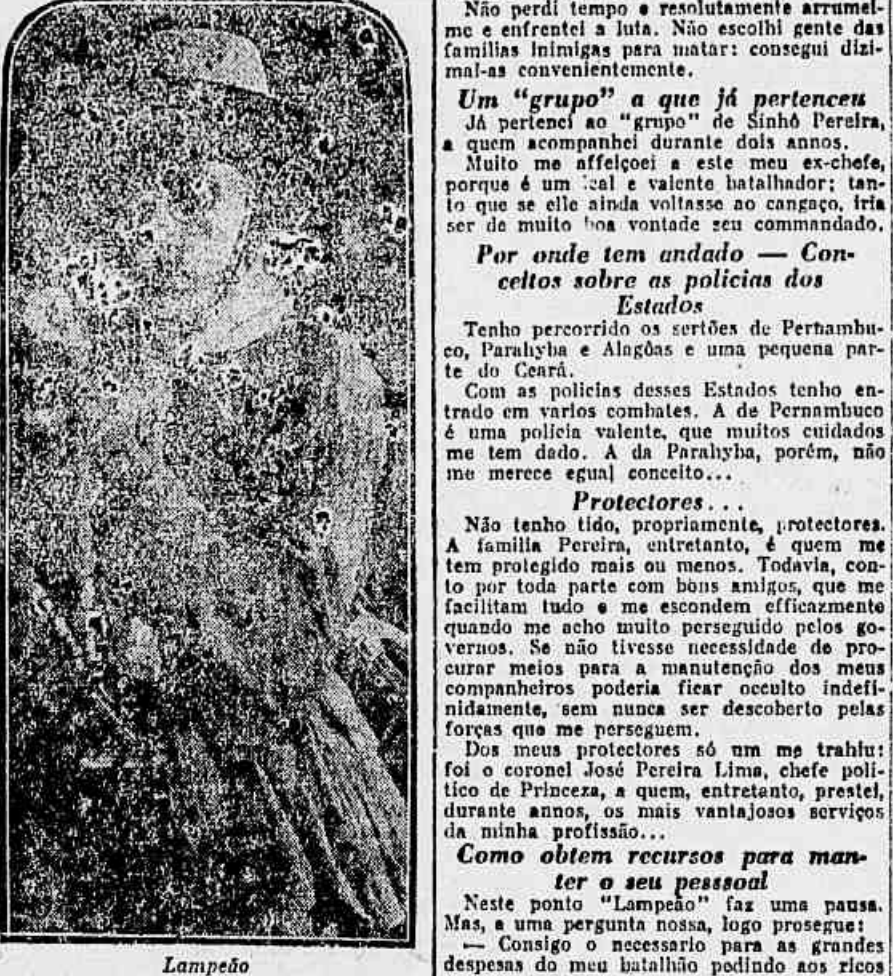 Não perdi tempo e resolutamente arrumei-
me e enfrentei a luta. Não escolhi gente das
familias inimigas para matar: consegui dizi-
mal-as convenientemente.
Um "grupo" a que já pertenceu
Já pertenci ao "grupo" de Sinhô Pereira,
a quem acompanhei durante dois annos.
Muito me affeiçoei a este meu ex-chefe,
porque é um leal e valente batalhador; tan-
to que se elle ainda voltasse ao cangaço, iria
ser de muito boa vontade seu commandado.
Por onde tem andado — Con-
ceitos sobre as policias dos
Estados
Tenho percorrido os sertões de Pernambu-
co, Parahyba e Alagôas e uma pequena par-
te do Ceará.
Com as policias desses Estados tenho en-
trado em varios combates. A de Pernambuco
é uma policia valente, que muitos cuidados
me tem dado. A da Parahyba, porém, não
me merece egual conceito...
Protectores...
Não tenho tido, propriamente, protectores.
A familia Pereira, entretanto, é quem me
tem protegido mais ou menos. Todavia, con-
to por toda parte com bôns amigos, que me
facilitam tudo e me escondem efficazmente
quando me acho muito perseguido pelos go-
vernos. Se não tivesse necessidade de pro-
curar meios para a manutenção dos meus
companheiros poderia ficar occulto indefi-
nidamente, sem nunca ser descoberto pelas
forças que me perseguem.
Dos meus protectores só um me trahiu:
foi o coronel José Pereira Lima, chefe poli-
tico de Princeza, a quem, entretanto, prestei,
durante annos, os mais vantajosos serviços
da minha profissão...
Como obtem recursos para man-
ter o seu pesssoal
Neste ponto "Lampeão" faz uma pausa.
Mas, a uma pergunta nossa, logo prosegue:
— Consigo o necessario para as grandes
despesas do meu batalhão pedindo aos ricos
Lampeão